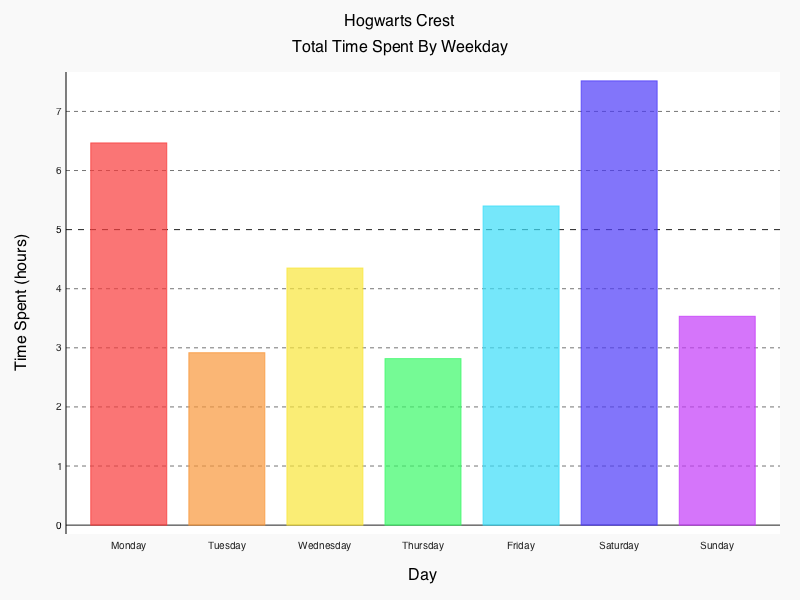 Hogwarts Crest
Total Time Spent By Weekday
Time Spent (hours)
7
6
5
4
3
2
1
0
Monday Tuesday Wednesday Thursday Friday Saturday Sunday
Day